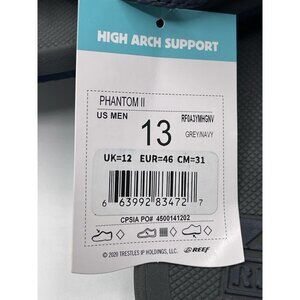 HIGH ARCH SUPPORT
PHANTOM II
US MEN
13
RF0A3YMHGNV
GREY/NAVY
UK=12 EUR=46 CM=31
6 63992 83472 7
CPSIA PO# 4500141202
© 2020 TRESTLES IP HOLDINGS, LLC.
REEF